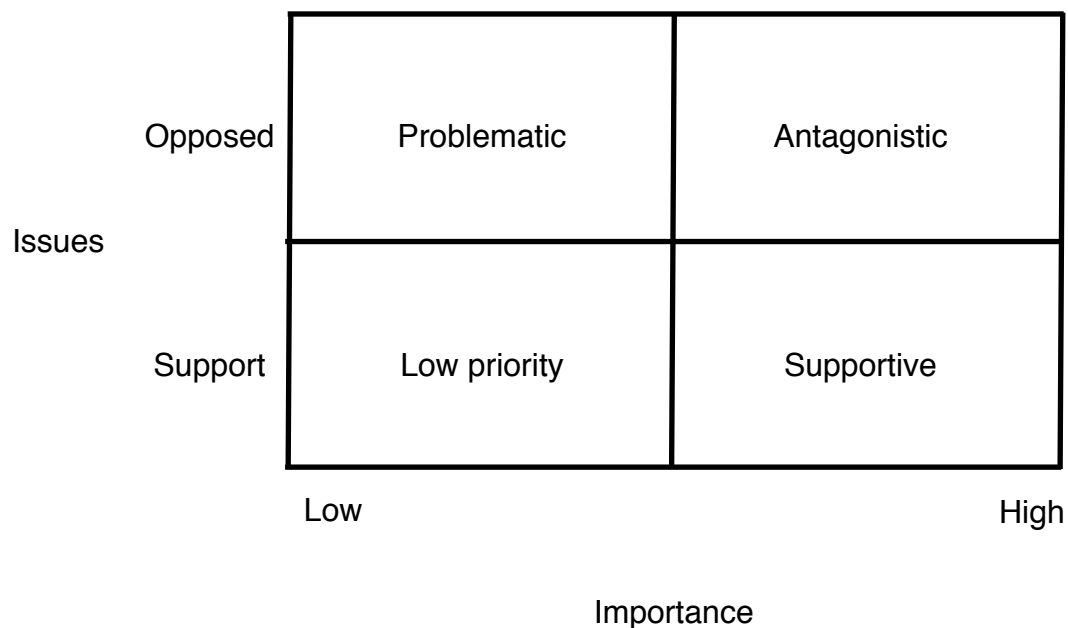 Opposed
Problematic
Antagonistic
Issues
Support
Low priority
Supportive
Low
High
Importance